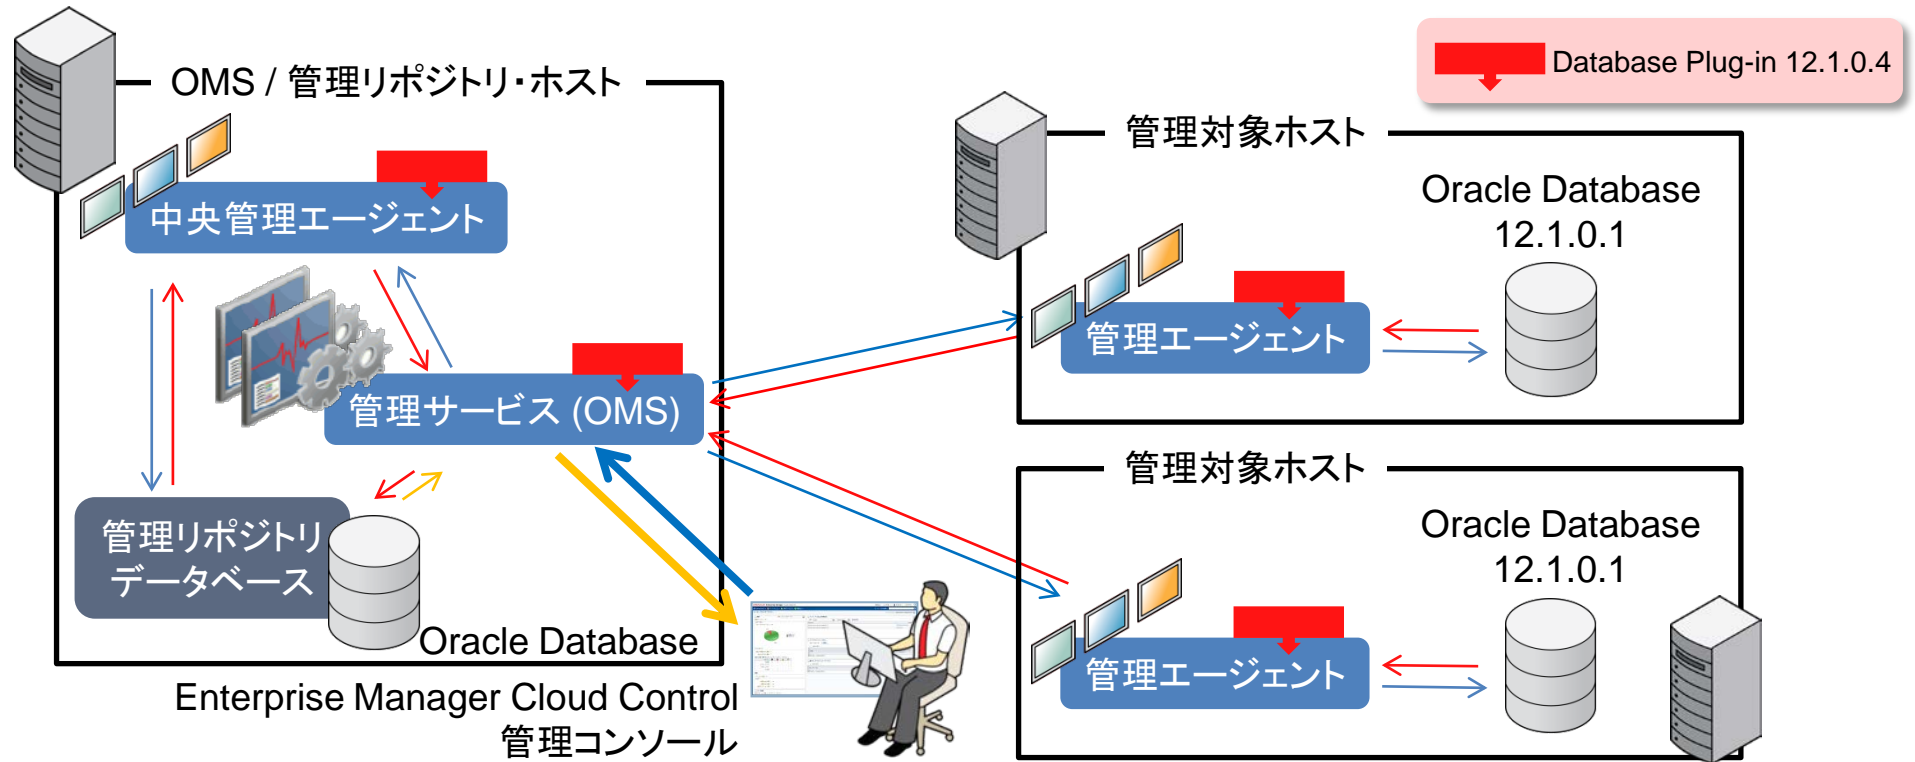 OMS / 管理リポジトリ・ホスト
中央管理エージェント
管理サービス (OMS)
管理リポジトリ
データベース
Oracle Database
Enterprise Manager Cloud Control
管理コンソール
Database Plug-in 12.1.0.4
管理対象ホスト
Oracle Database
12.1.0.1
管理エージェント
管理対象ホスト
Oracle Database
12.1.0.1
管理エージェント